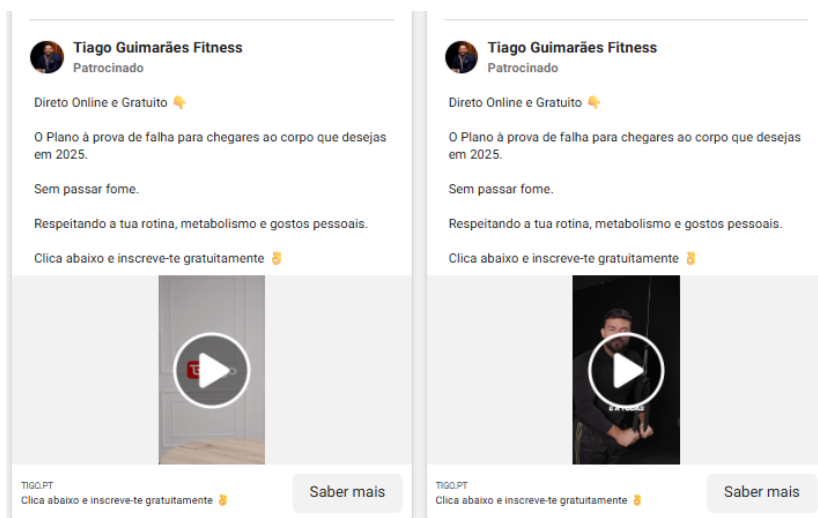 Tiago Guimarães Fitness
Patrocinado
Direto Online e Gratuito 👇
O Plano à prova de falha para chegares ao corpo que desejas
em 2025.
Sem passar fome.
Respeitando a tua rotina, metabolismo e gostos pessoais.
Clica abaixo e inscreve-te gratuitamente 👌
TIGO.PT
Clica abaixo e inscreve-te gratuitamente 👌
Saber mais
Tiago Guimarães Fitness
Patrocinado
Direto Online e Gratuito 👇
O Plano à prova de falha para chegares ao corpo que desejas
em 2025.
Sem passar fome.
Respeitando a tua rotina, metabolismo e gostos pessoais.
Clica abaixo e inscreve-te gratuitamente 👌
E A TODAS
TIGO.PT
Clica abaixo e inscreve-te gratuitamente 👌
Saber mais